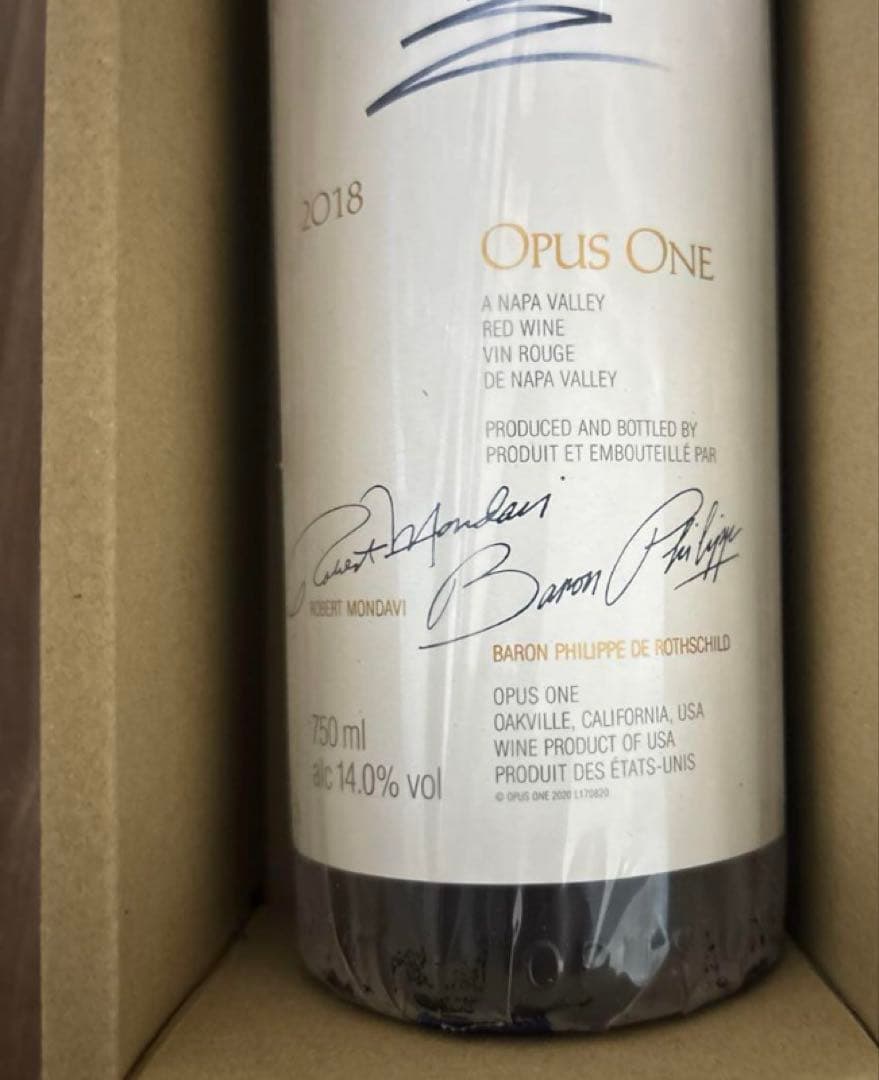 2018
OPUS ONE
A NAPA VALLEY
RED WINE
VIN ROUGE
DE NAPA VALLEY
PRODUCED AND BOTTLED BY
PRODUIT ET EMBOUTEILLÉ PAR
Robert Mondavi
Baron Philippe
ROBERT MONDAVI
BARON PHILIPPE DE ROTHSCHILD
OPUS ONE
OAKVILLE, CALIFORNIA, USA
WINE PRODUCT OF USA
PRODUIT DES ÉTATS-UNIS
© OPUS ONE 2020 L170820
750 ml
alc 14.0% vol